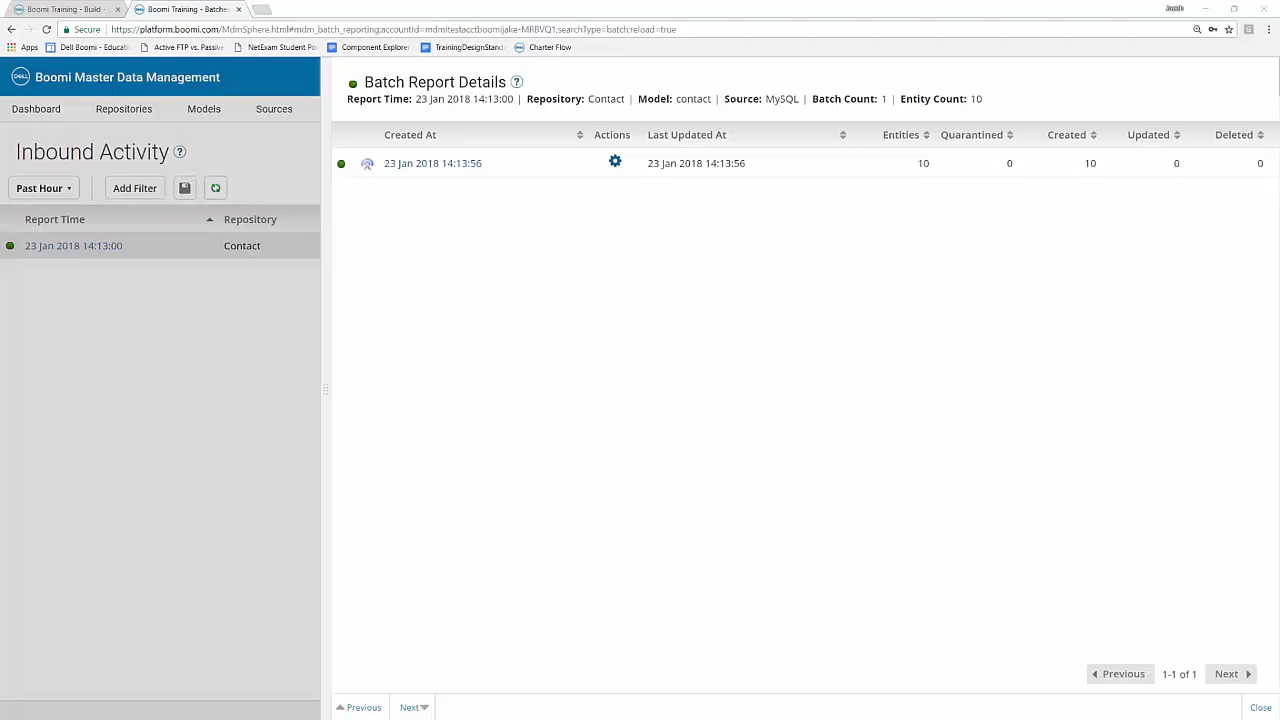 Boomi Training - Build -
Boomi Training - Batches
Secure | https://platform.boomi.com/MdmSphere.html#mdm_batch_reporting;accountId=mdmitestacctboomijake-MRBVQ1;searchType=batch;reload=true
Apps Dell Boomi - Educati Active FTP vs. Passive NetExam Student Po Component Explorer TrainingDesignStand Charter Flow
DELL Boomi Master Data Management
Dashboard Repositories Models Sources
Inbound Activity ?
Past Hour Add Filter
Report Time Repository
23 Jan 2018 14:13:00 Contact
Batch Report Details ?
Report Time: 23 Jan 2018 14:13:00 | Repository: Contact | Model: contact | Source: MySQL | Batch Count: 1 | Entity Count: 10
Created At Actions Last Updated At Entities Quarantined Created Updated Deleted
23 Jan 2018 14:13:56 23 Jan 2018 14:13:56 10 0 10 0 0
Previous 1-1 of 1 Next
Previous Next Close